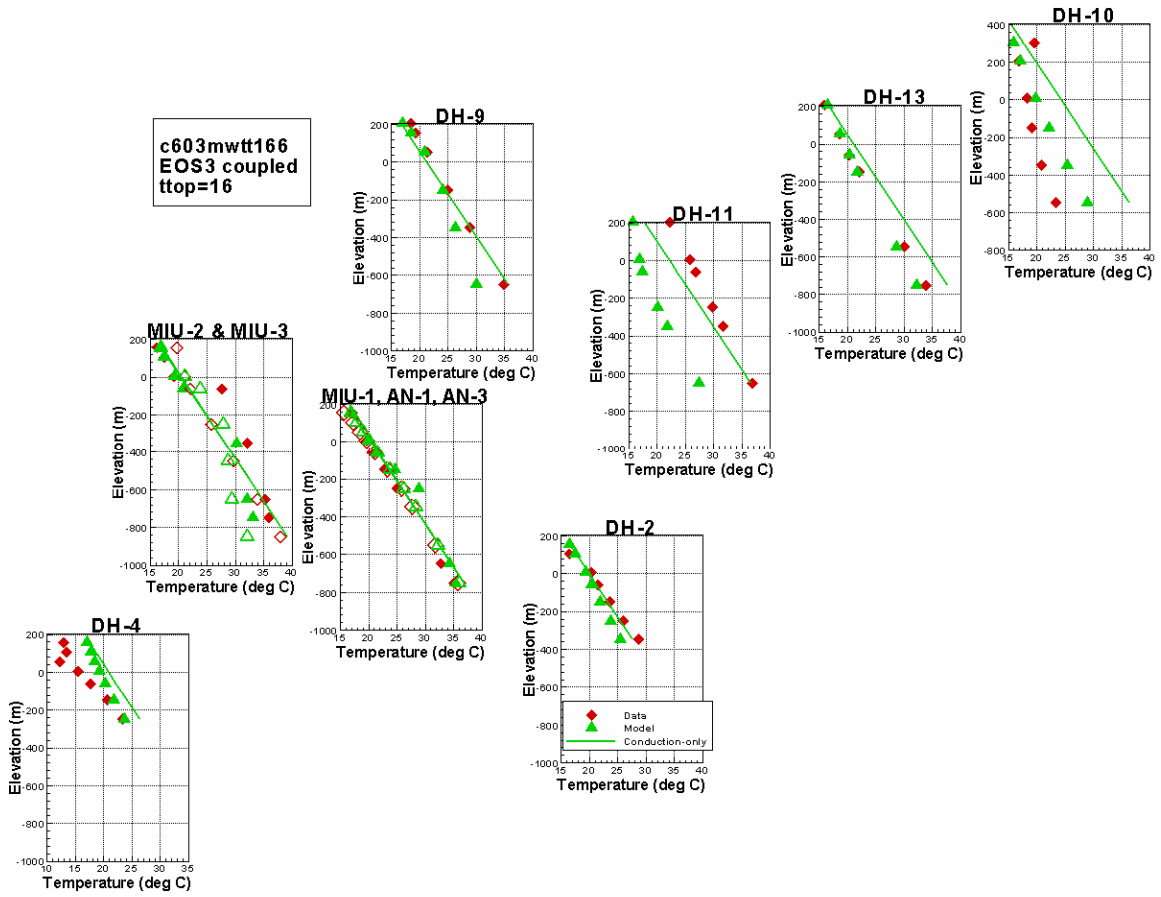 DH-10
400
200
0
-200
-400
-600
-800
15 20 25 30 35 40
Elevation (m)
Temperature (deg C)
DH-13
200
0
-200
-400
-600
-800
-1000
15 20 25 30 35 40
Elevation (m)
Temperature (deg C)
DH-9
200
0
-200
-400
-600
-800
-1000
15 20 25 30 35 40
Elevation (m)
Temperature (deg C)
c603mwtt166
EOS3 coupled
ttop=16
DH-11
200
0
-200
-400
-600
-800
-1000
15 20 25 30 35 40
Elevation (m)
Temperature (deg C)
MIU-2 & MIU-3
200
0
-200
-400
-600
-800
-1000
15 20 25 30 35 40
Elevation (m)
Temperature (deg C)
MIU-1, AN-1, AN-3
200
0
-200
-400
-600
-800
-1000
15 20 25 30 35 40
Elevation (m)
Temperature (deg C)
DH-2
200
0
-200
-400
-600
-800
-1000
15 20 25 30 35 40
Elevation (m)
Temperature (deg C)
Data
Model
Conduction-only
DH-4
200
0
-200
-400
-600
-800
-1000
10 15 20 25 30 35
Elevation (m)
Temperature (deg C)